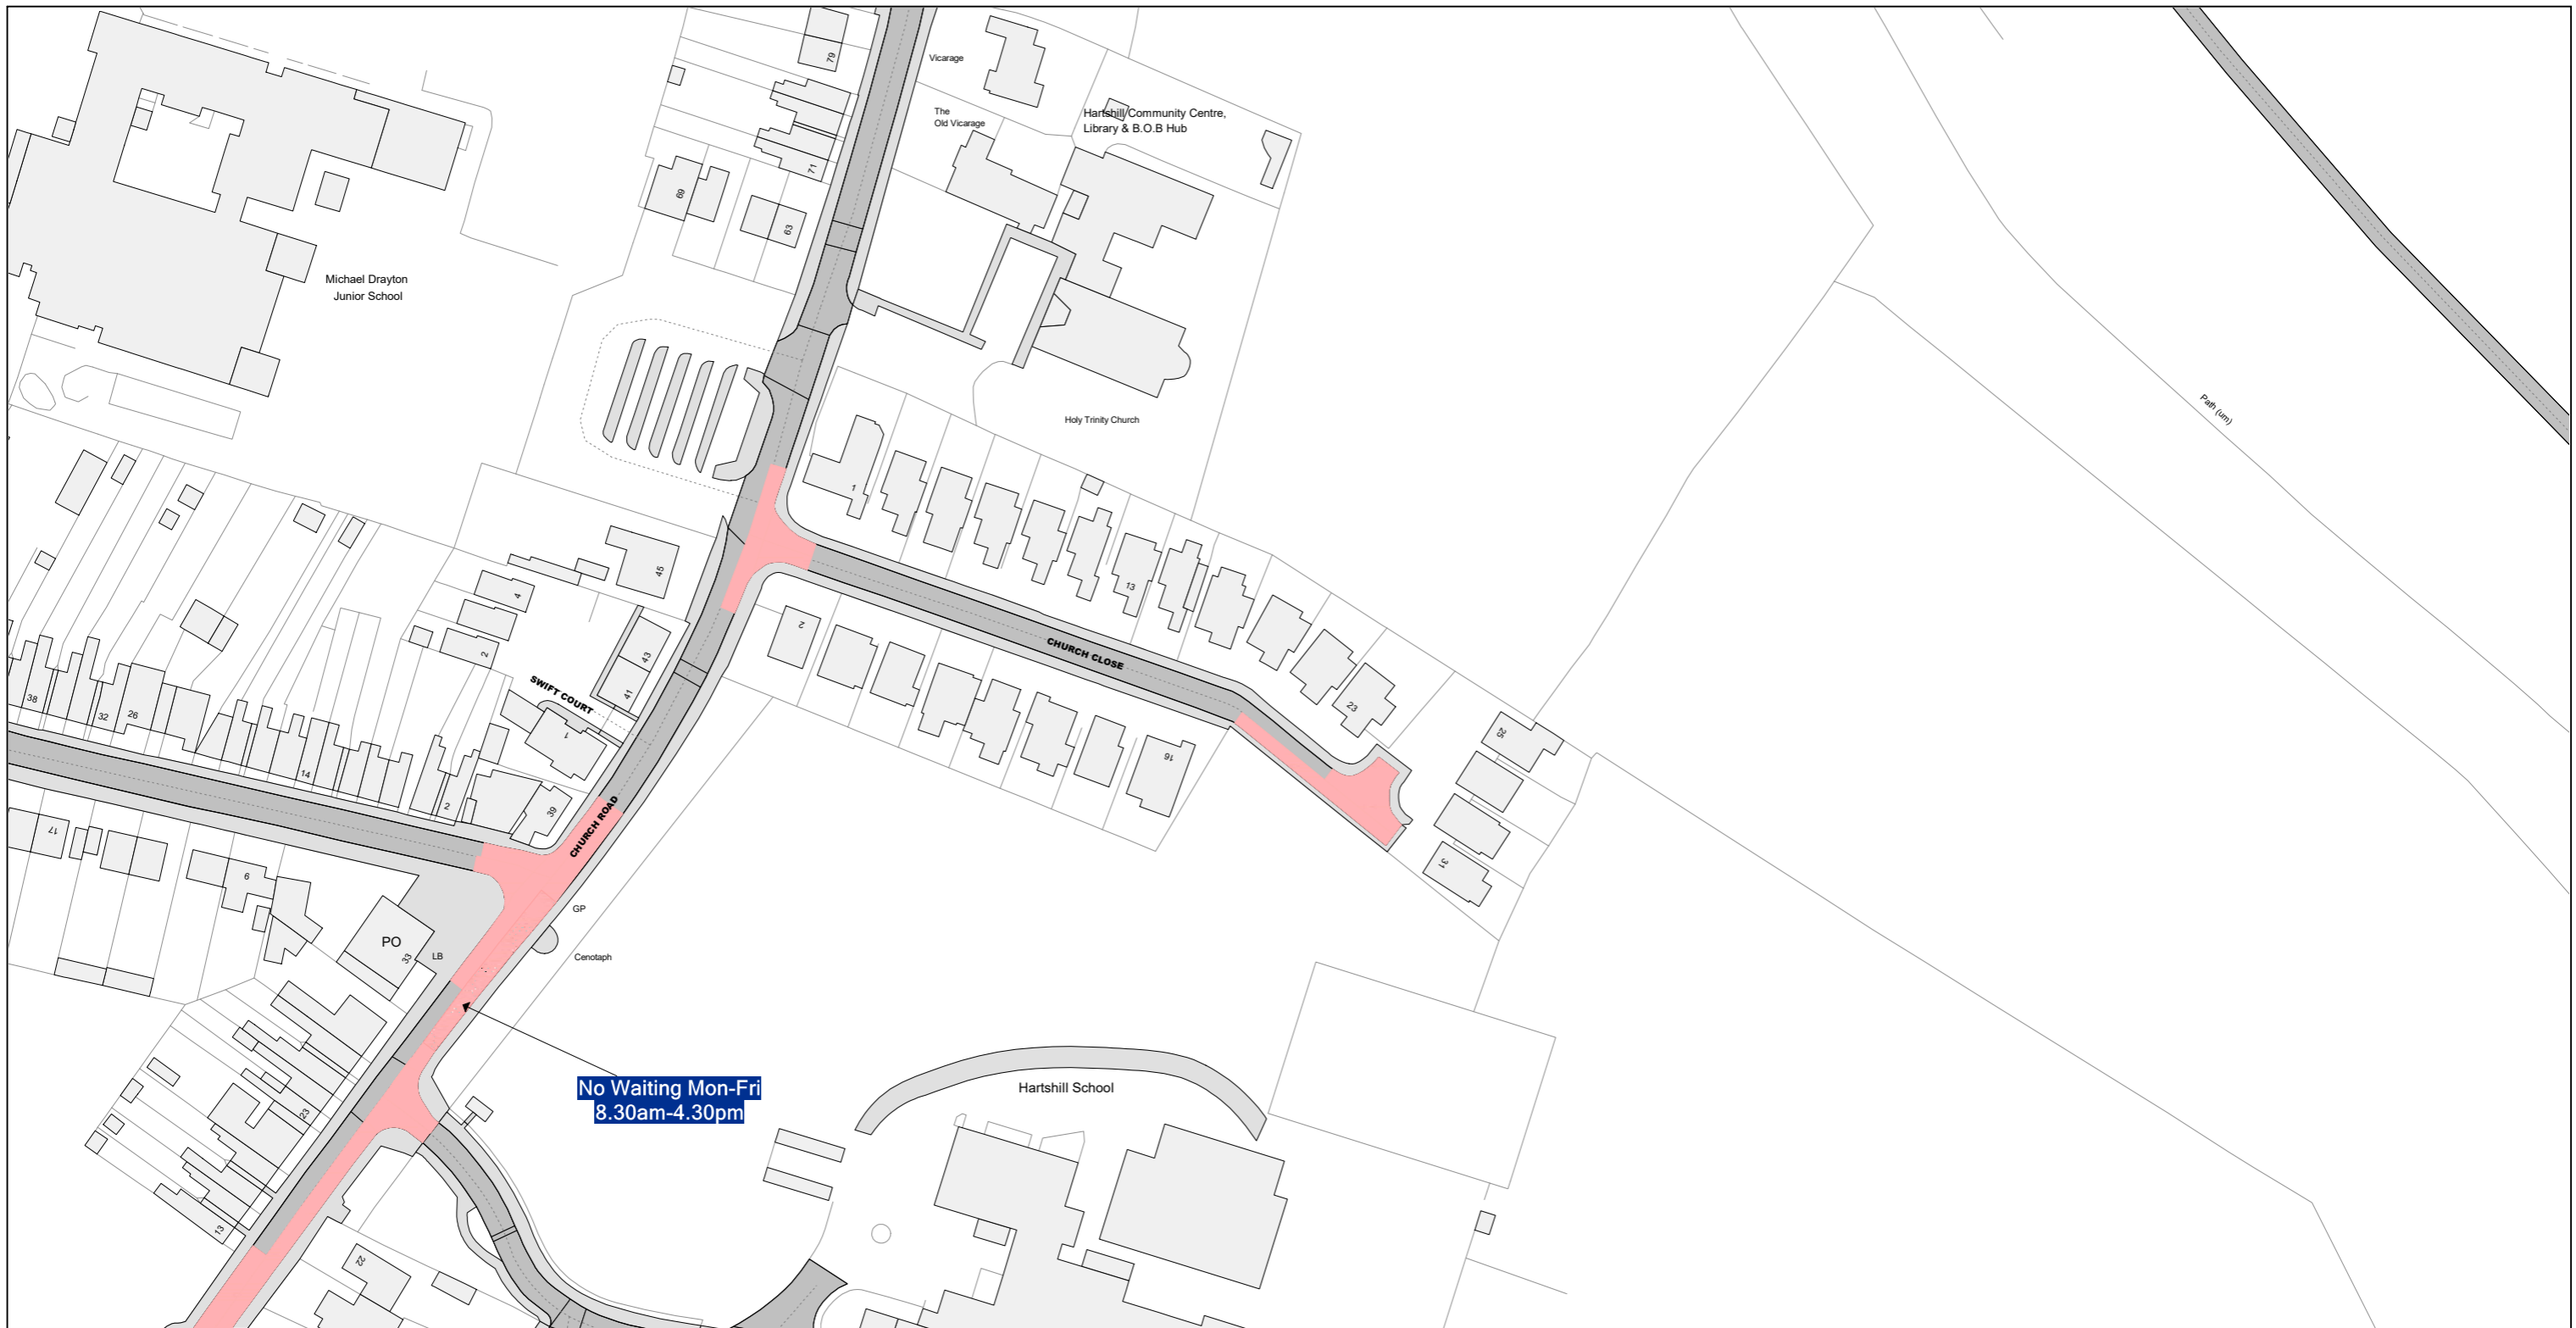 79
Vicarage
The
Old Vicarage
Hartshill Community Centre,
Library & B.O.B Hub
71
69
63
Michael Drayton
Junior School
Path (um)
Holy Trinity Church
1
45
4
13
2
2
43
CHURCH CLOSE
41
SWIFT COURT
38
32
26
1
23
25
16
14
2
39
CHURCH ROAD
17
31
6
GP
PO
33
LB
Cenotaph
No Waiting Mon-Fri
8.30am-4.30pm
Hartshill School
23
13
22